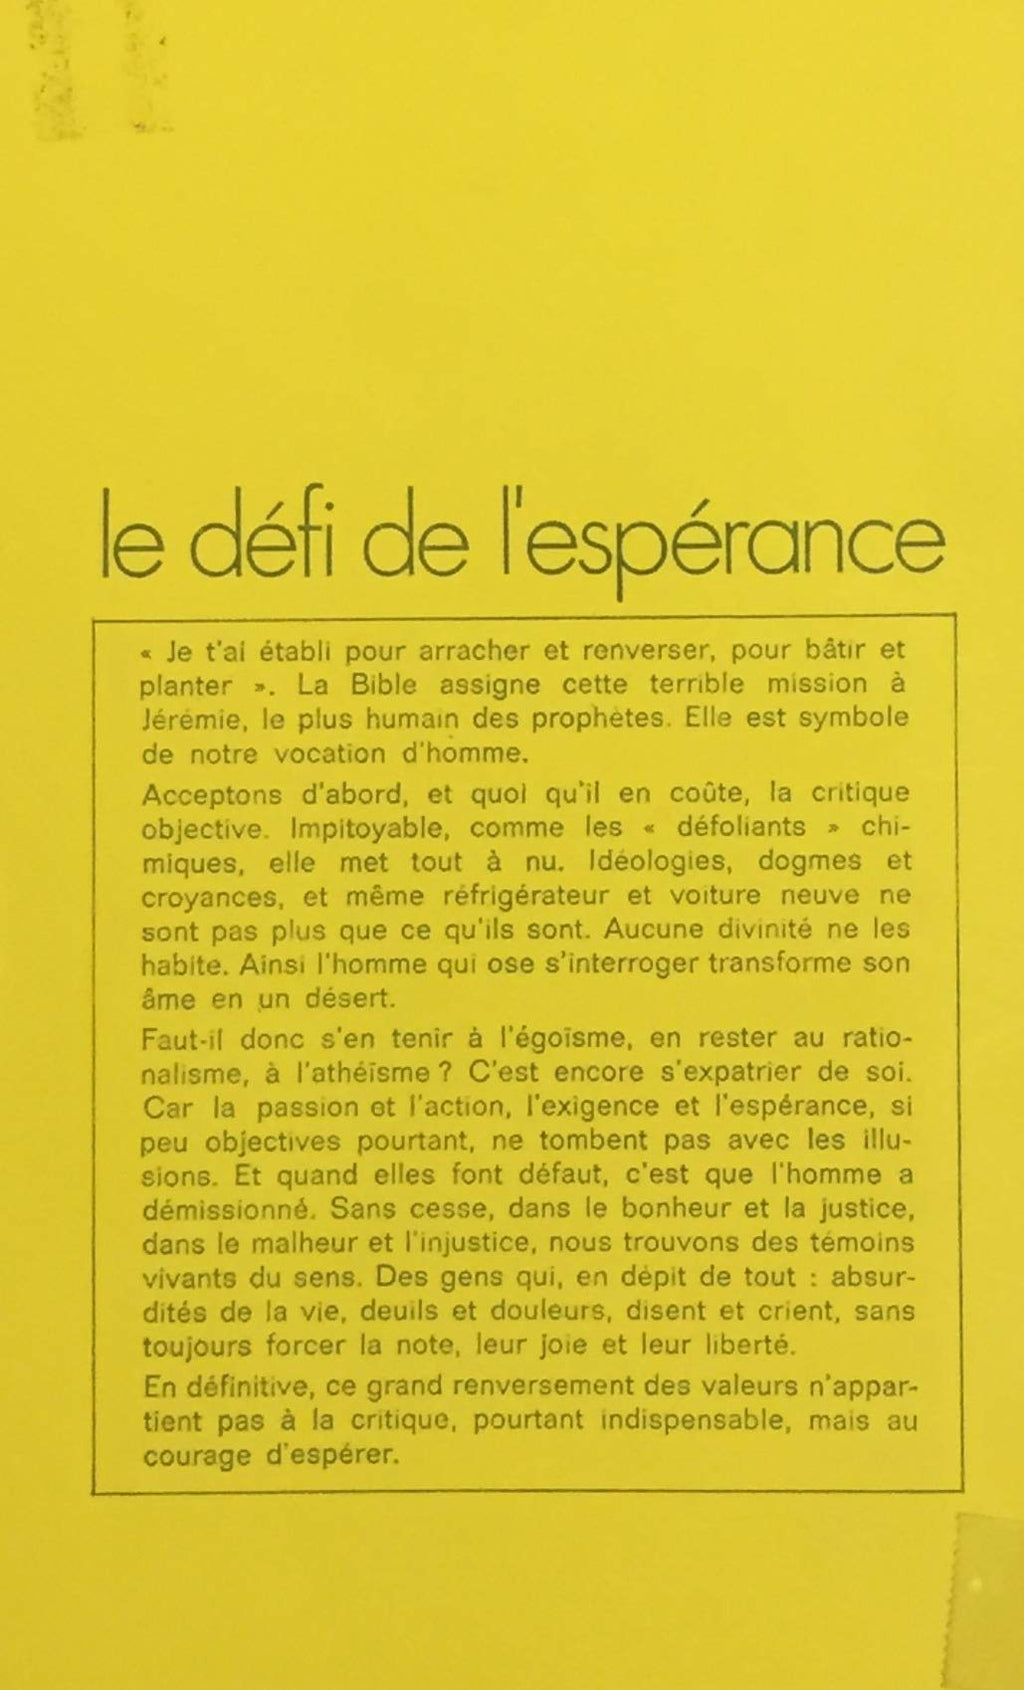 le défi de l'espérance
« Je t'ai établi pour arracher et renverser, pour bâtir et
planter ». La Bible assigne cette terrible mission à
Jérémie, le plus humain des prophètes. Elle est symbole
de notre vocation d'homme.
Acceptons d'abord, et quoi qu'il en coûte, la critique
objective. Impitoyable, comme les « défoliants » chi-
miques, elle met tout à nu. Idéologies, dogmes et
croyances, et même réfrigérateur et voiture neuve ne
sont pas plus que ce qu'ils sont. Aucune divinité ne les
habite. Ainsi l'homme qui ose s'interroger transforme son
âme en un désert.
Faut-il donc s'en tenir à l'égoïsme, en rester au ratio-
nalisme, à l'athéïsme ? C'est encore s'expatrier de soi.
Car la passion et l'action, l'exigence et l'espérance, si
peu objectives pourtant, ne tombent pas avec les illu-
sions. Et quand elles font défaut, c'est que l'homme a
démissionné. Sans cesse, dans le bonheur et la justice,
dans le malheur et l'injustice, nous trouvons des témoins
vivants du sens. Des gens qui, en dépit de tout : absur-
dités de la vie, deuils et douleurs, disent et crient, sans
toujours forcer la note, leur joie et leur liberté.
En définitive, ce grand renversement des valeurs n'appar-
tient pas à la critique, pourtant indispensable, mais au
courage d'espérer.